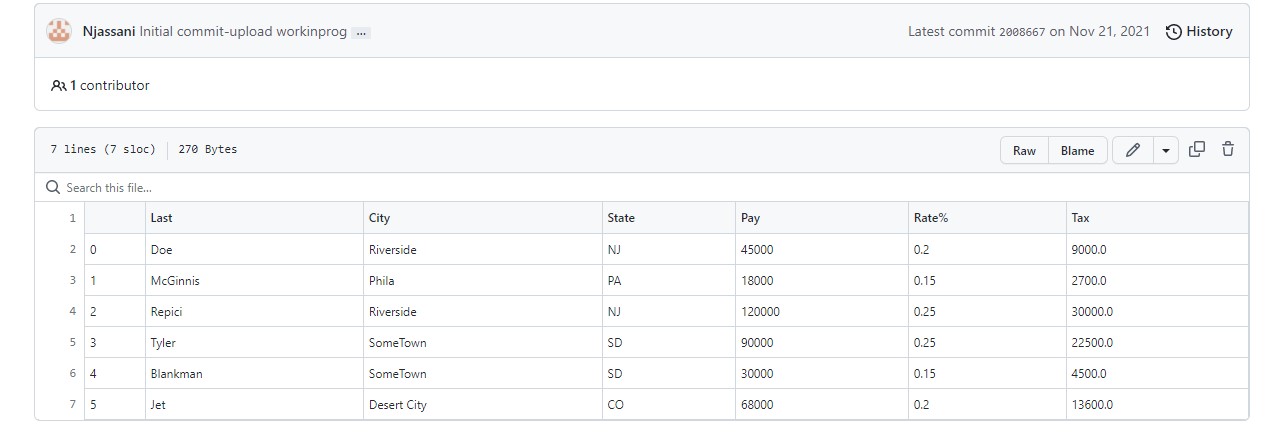 Njassani Initial commit-upload workinprog ... Latest commit 2008667 on Nov 21, 2021 History
1 contributor
7 lines (7 sloc) 270 Bytes Raw Blame
Search this file...
1 Last City State Pay Rate% Tax
2 0 Doe Riverside NJ 45000 0.2 9000.0
3 1 McGinnis Phila PA 18000 0.15 2700.0
4 2 Repici Riverside NJ 120000 0.25 30000.0
5 3 Tyler SomeTown SD 90000 0.25 22500.0
6 4 Blankman SomeTown SD 30000 0.15 4500.0
7 5 Jet Desert City CO 68000 0.2 13600.0